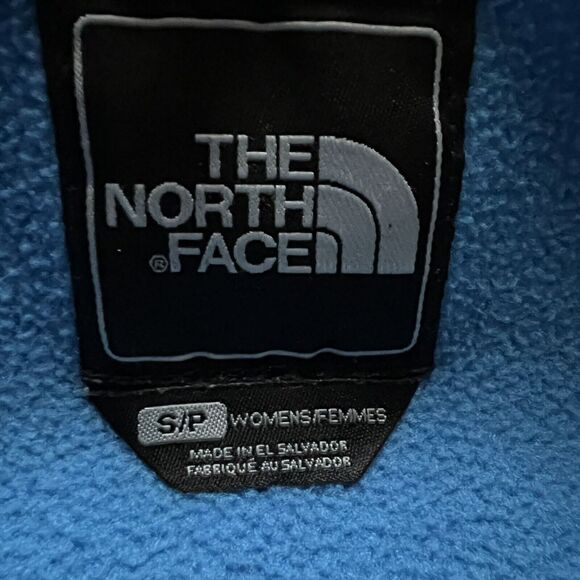 THE
NORTH
® FACE
S/P WOMENS/FEMMES
MADE IN EL SALVADOR
FABRIQUÉ AU SALVADOR